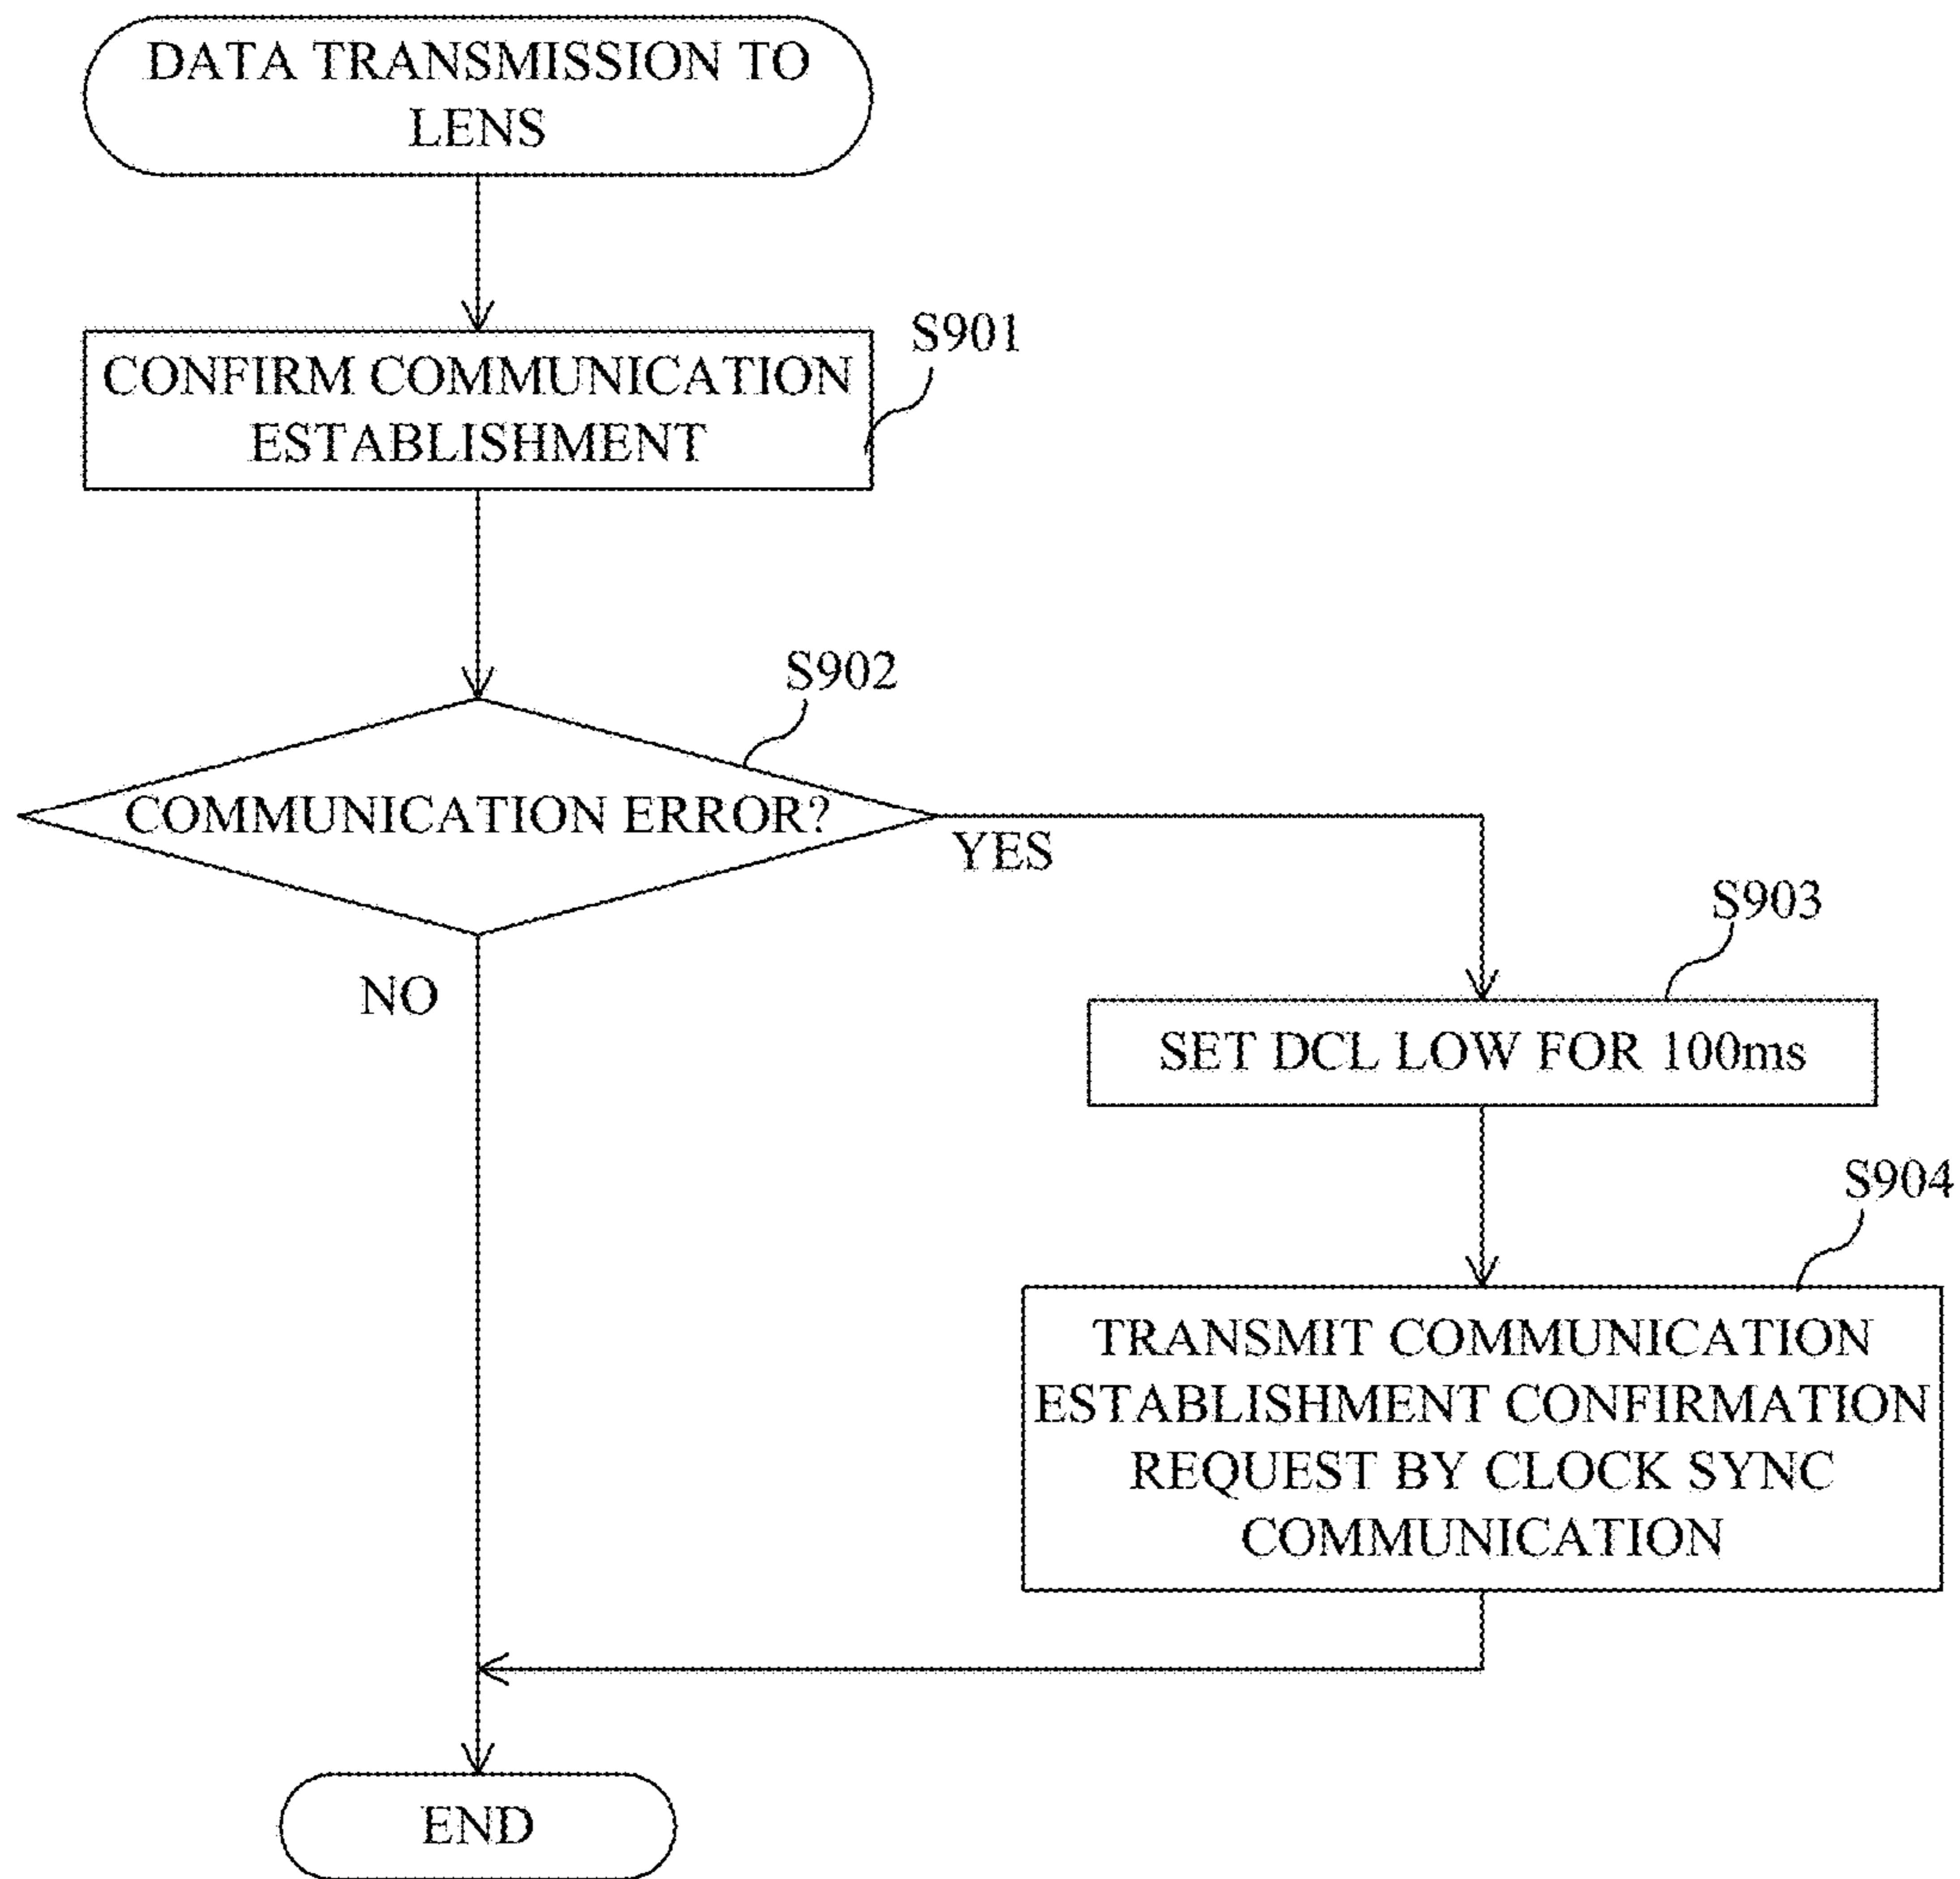 DATA TRANSMISSION TO
LENS
S901
CONFIRM COMMUNICATION
ESTABLISHMENT
S902
COMMUNICATION ERROR?
YES
NO
S903
SET DCL LOW FOR 100ms
S904
TRANSMIT COMMUNICATION
ESTABLISHMENT CONFIRMATION
REQUEST BY CLOCK SYNC
COMMUNICATION
END